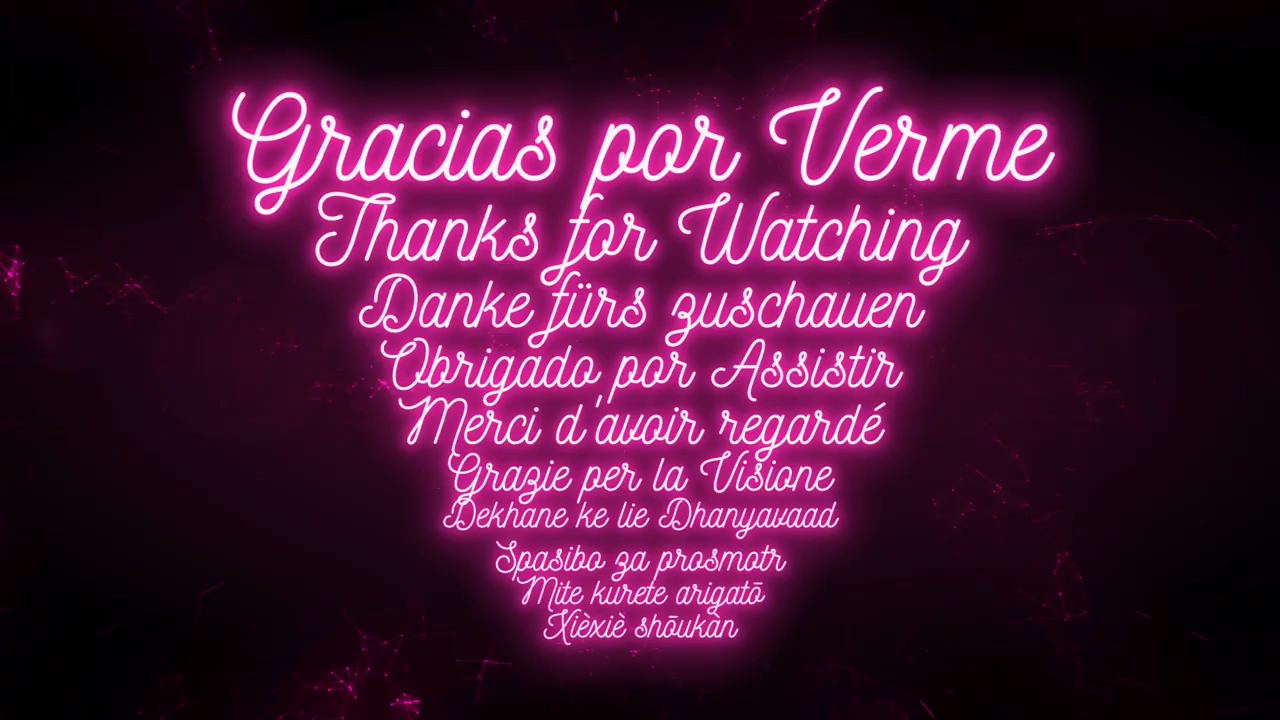 Gracias por Verme
Thanks for Watching
Danke fürs zuschauen
Obrigado por Assistir
Merci d'avoir regardé
Grazie per la Visione
Dekhane ke lie Dhanyavaad
Spasibo za prosmotr
Mite kurete arigatō
Xièxiè shōukàn